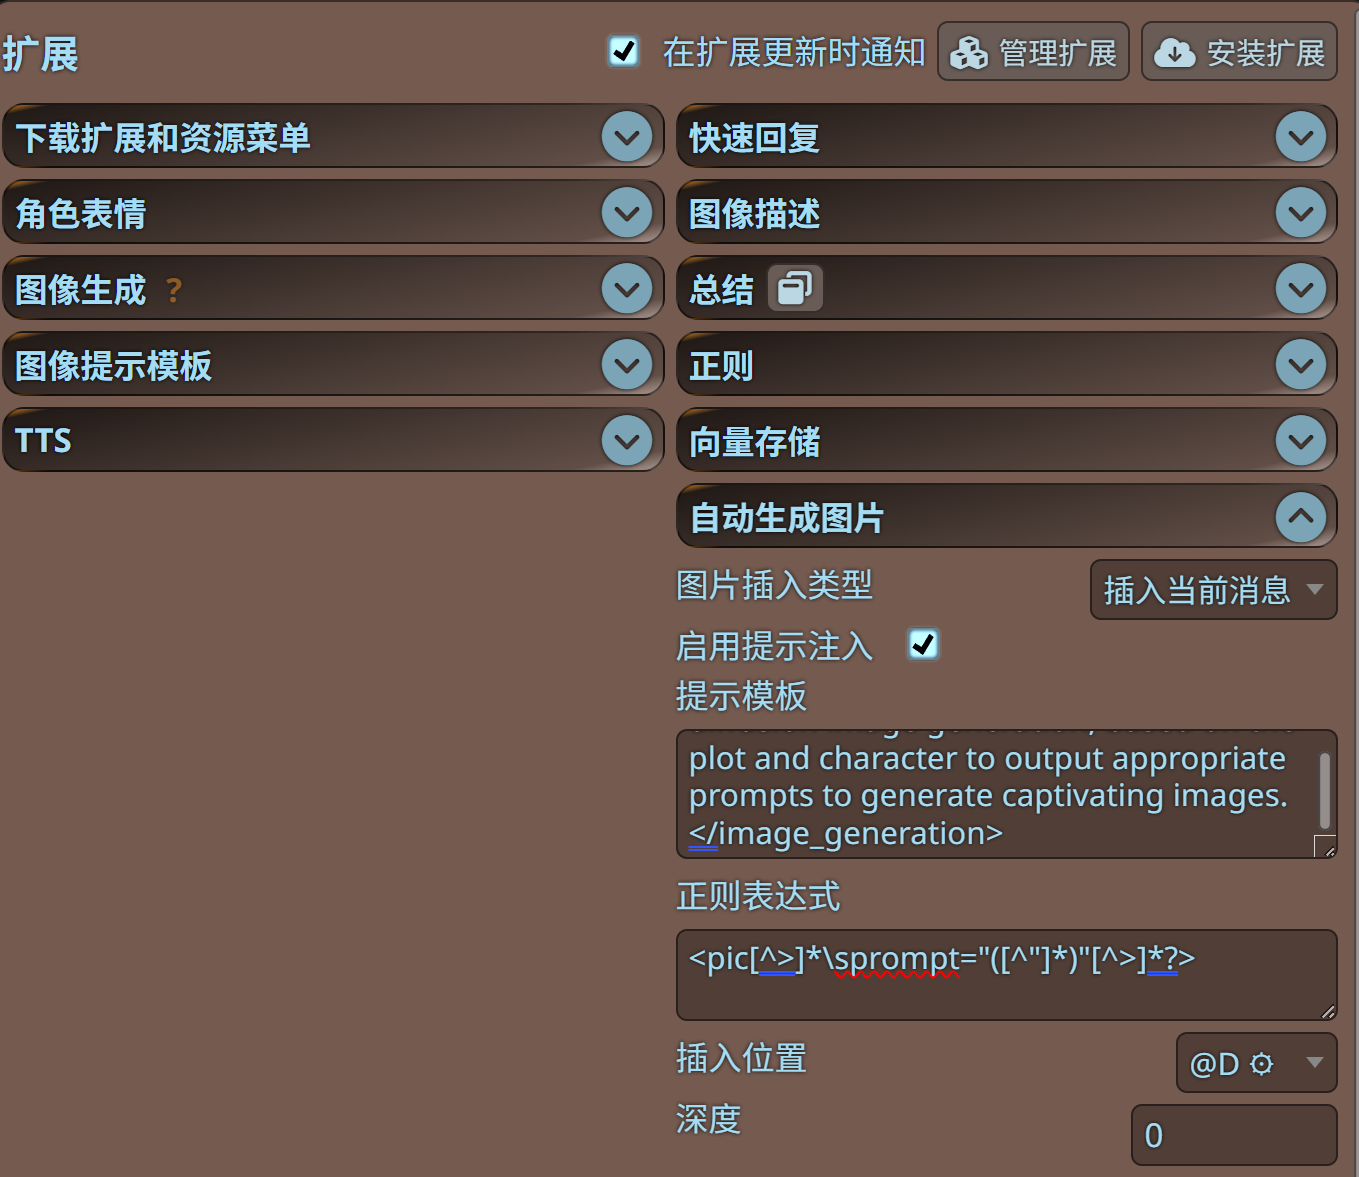 扩展
在扩展更新时通知
管理扩展
安装扩展
下载扩展和资源菜单
角色表情
图像生成 ?
图像提示模板
TTS
快速回复
图像描述
总结
正则
向量存储
自动生成图片
图片插入类型
插入当前消息
启用提示注入
提示模板
plot and character to output appropriate
prompts to generate captivating images.
</image_generation>
正则表达式
<pic[^>]*\sprompt="([^"]*)"[^>]*?>
插入位置
@D ⚙
深度
0